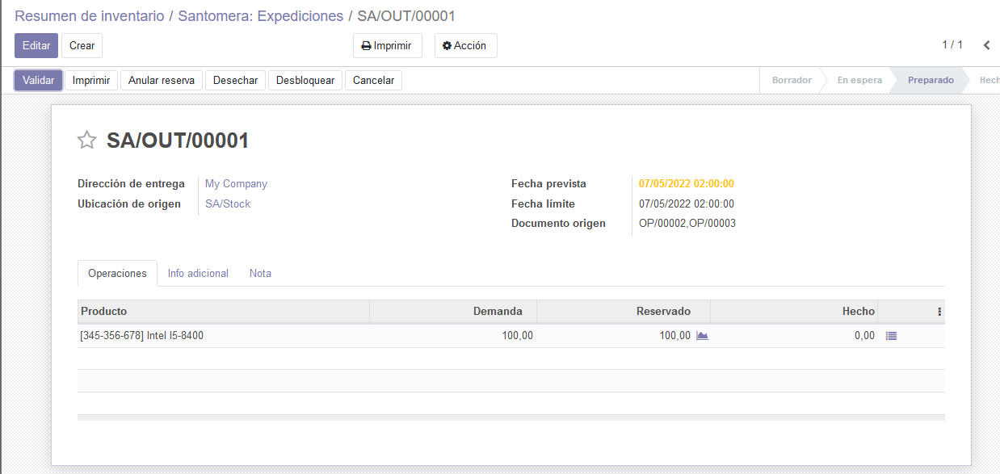 Resumen de inventario / Santomera: Expediciones / SA/OUT/00001
Editar Crear Imprimir Acción 1 / 1
Validar Imprimir Anular reserva Desechar Desbloquear Cancelar Borrador En espera Preparado Hech
SA/OUT/00001
Dirección de entrega My Company Fecha prevista 07/05/2022 02:00:00
Ubicación de origen SA/Stock Fecha límite 07/05/2022 02:00:00
Documento origen OP/00002,OP/00003
Operaciones Info adicional Nota
Producto Demanda Reservado Hecho
[345-356-678] Intel I5-8400 100,00 100,00 0,00